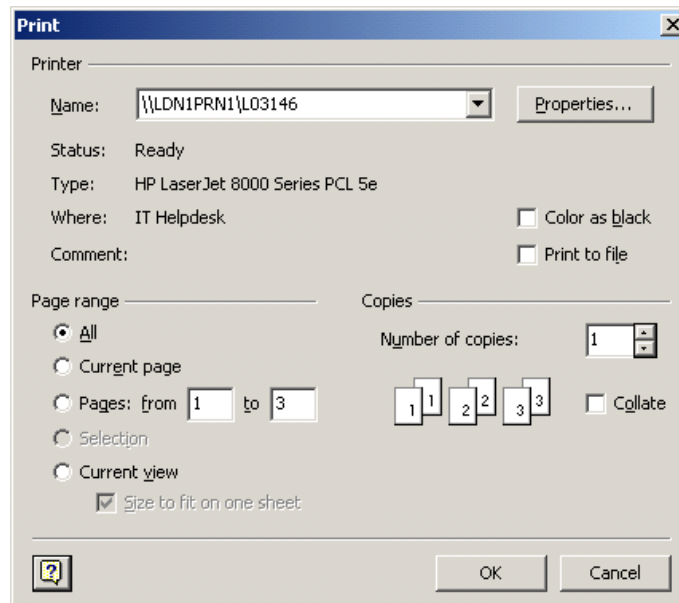 Print
Printer
Name: \\LDN1PRN1\L03146 Properties...
Status: Ready
Type: HP LaserJet 8000 Series PCL 5e
Where: IT Helpdesk Color as black
Comment: Print to file
Page range Copies
All Number of copies: 1
Current page
Pages: from 1 to 3 1 1 2 2 3 3 Collate
Selection
Current view
Size to fit on one sheet
? OK Cancel